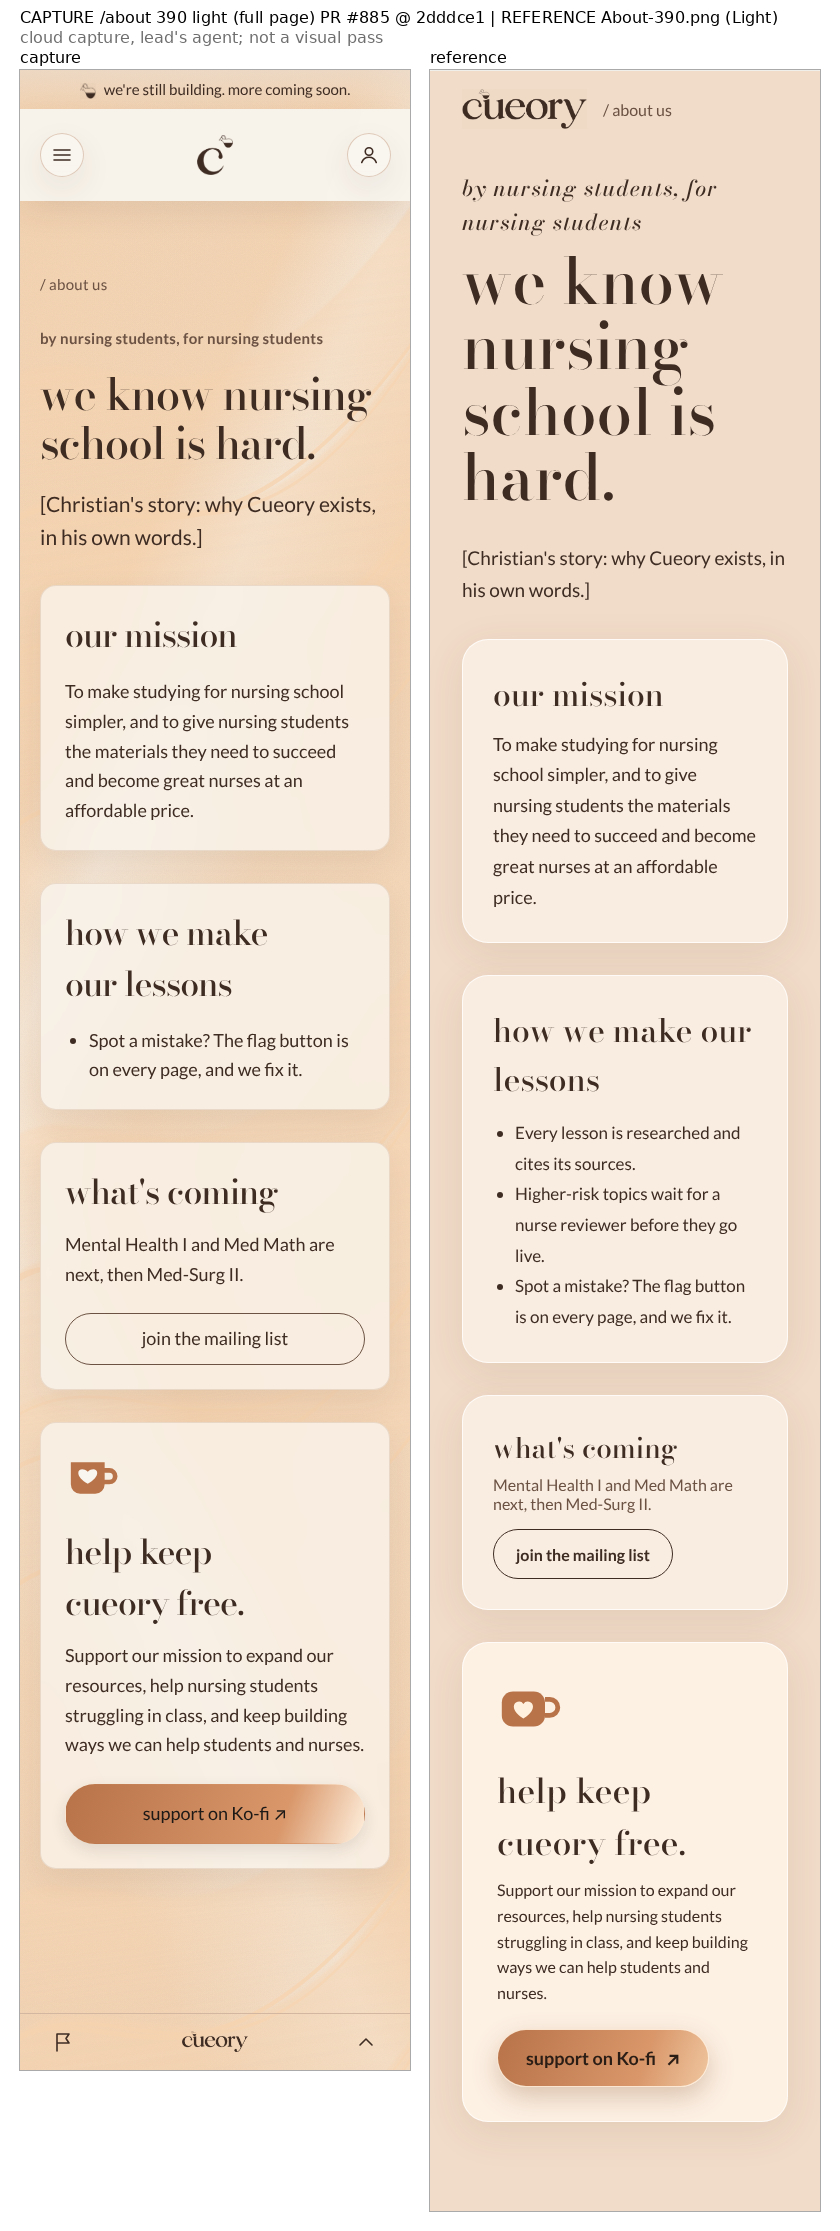 CAPTURE /about 390 light (full page) PR #885 @ 2dddce1 | REFERENCE About-390.png (Light)
cloud capture, lead's agent; not a visual pass
capture
we're still building. more coming soon.
c
/ about us
by nursing students, for nursing students
we know nursing
school is hard.
[Christian's story: why Cueory exists,
in his own words.]
our mission
To make studying for nursing school
simpler, and to give nursing students
the materials they need to succeed
and become great nurses at an
affordable price.
how we make
our lessons
• Spot a mistake? The flag button is
on every page, and we fix it.
what's coming
Mental Health I and Med Math are
next, then Med-Surg II.
join the mailing list
help keep
cueory free.
Support our mission to expand our
resources, help nursing students
struggling in class, and keep building
ways we can help students and nurses.
support on Ko-fi ↗
cueory
reference
cueory / about us
by nursing students, for
nursing students
we know
nursing
school is
hard.
[Christian's story: why Cueory exists, in
his own words.]
our mission
To make studying for nursing
school simpler, and to give
nursing students the materials
they need to succeed and become
great nurses at an affordable
price.
how we make our
lessons
• Every lesson is researched and
cites its sources.
• Higher-risk topics wait for a
nurse reviewer before they go
live.
• Spot a mistake? The flag button
is on every page, and we fix it.
what's coming
Mental Health I and Med Math are
next, then Med-Surg II.
join the mailing list
help keep
cueory free.
Support our mission to expand our
resources, help nursing students
struggling in class, and keep building
ways we can help students and
nurses.
support on Ko-fi ↗